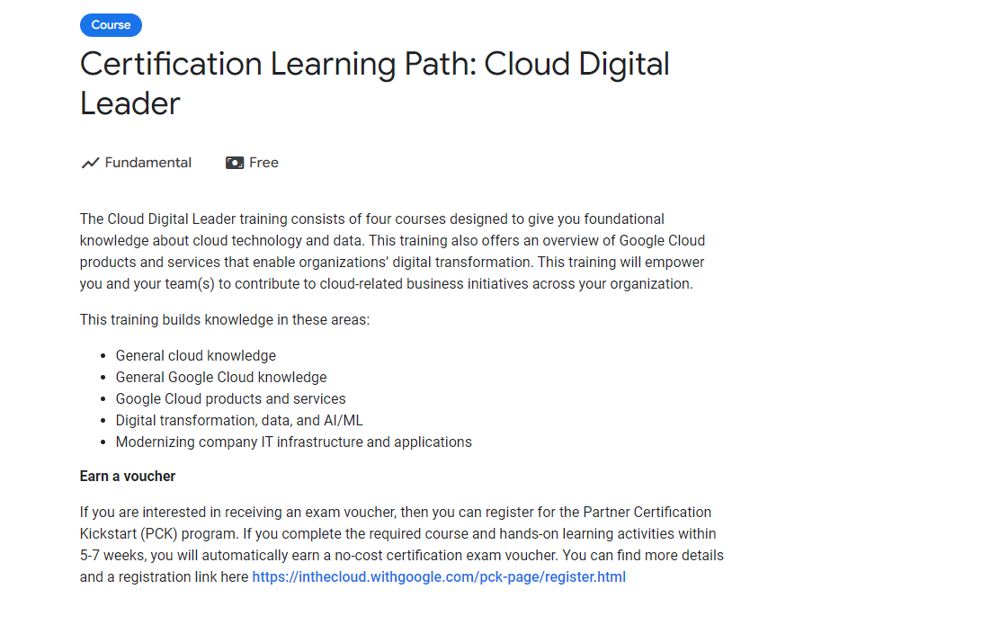 Course
Certification Learning Path: Cloud Digital
Leader
Fundamental Free
The Cloud Digital Leader training consists of four courses designed to give you foundational
knowledge about cloud technology and data. This training also offers an overview of Google Cloud
products and services that enable organizations’ digital transformation. This training will empower
you and your team(s) to contribute to cloud-related business initiatives across your organization.
This training builds knowledge in these areas:
• General cloud knowledge
• General Google Cloud knowledge
• Google Cloud products and services
• Digital transformation, data, and AI/ML
• Modernizing company IT infrastructure and applications
Earn a voucher
If you are interested in receiving an exam voucher, then you can register for the Partner Certification
Kickstart (PCK) program. If you complete the required course and hands-on learning activities within
5-7 weeks, you will automatically earn a no-cost certification exam voucher. You can find more details
and a registration link here https://inthecloud.withgoogle.com/pck-page/register.html